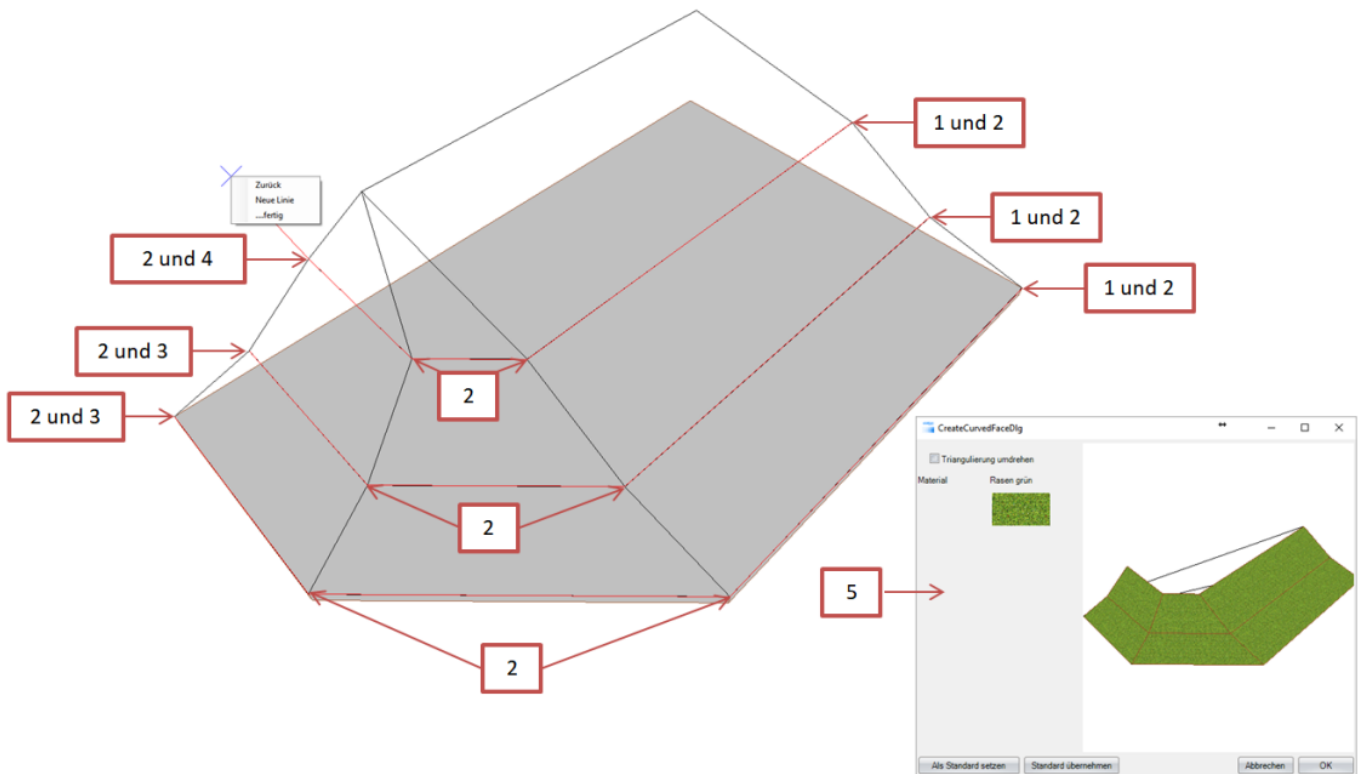 1 und 2
Zurück
Neue Linie
....fertig
1 und 2
2 und 4
1 und 2
2 und 3
2
2 und 3
CreateCurvedFaceDlg
Triangulierung umdrehen
Material Rasen grün
2
5
2
Als Standard setzen Standard übernehmen Abbrechen OK